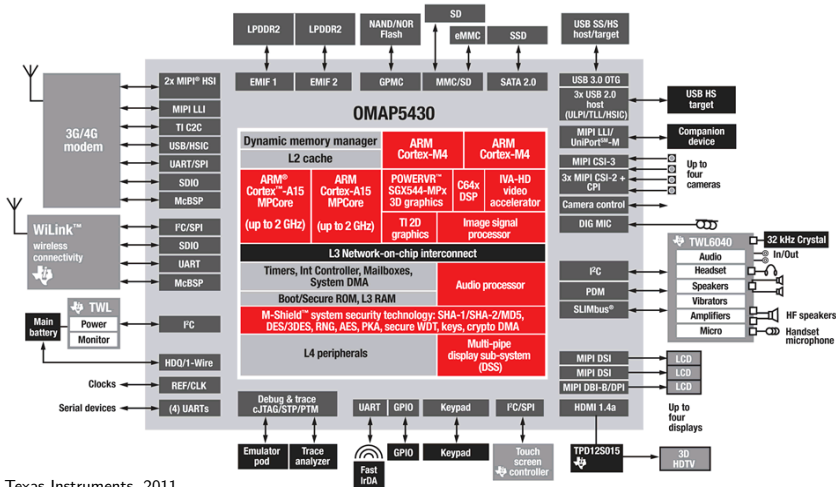 LPDDR2
LPDDR2
NAND/NOR
Flash
SD
eMMC
SSD
USB SS/HS
host/target
EMIF 1
EMIF 2
GPMC
MMC/SD
SATA 2.0
USB 3.0 OTG
3x USB 2.0
host
(ULPI/TLL/HSIC)
USB HS
target
MIPI LLI/
UniPort℠-M
Companion
device
MIPI CSI-3
3x MIPI CSI-2 +
CPI
Up to
four
cameras
Camera control
DIG MIC
3G/4G
modem
2x MIPI® HSI
MIPI LLI
TI C2C
USB/HSIC
UART/SPI
SDIO
McBSP
WiLink™
wireless
connectivity
I²C/SPI
SDIO
UART
McBSP
TWL
Power
Monitor
Main
battery
I²C
HDQ/1-Wire
Clocks
REF/CLK
Serial devices
(4) UARTs
OMAP5430
Dynamic memory manager
L2 cache
ARM
Cortex-M4
ARM
Cortex-M4
ARM®
Cortex™-A15
MPCore
(up to 2 GHz)
ARM
Cortex-A15
MPCore
(up to 2 GHz)
POWERVR™
SGX544-MPx
3D graphics
C64x
DSP
IVA-HD
video
accelerator
TI 2D
graphics
Image signal
processor
L3 Network-on-chip interconnect
Timers, Int Controller, Mailboxes,
System DMA
Boot/Secure ROM, L3 RAM
Audio processor
M-Shield™ system security technology: SHA-1/SHA-2/MD5,
DES/3DES, RNG, AES, PKA, secure WDT, keys, crypto DMA
L4 peripherals
Multi-pipe
display sub-system
(DSS)
I²C
PDM
SLIMbus®
TWL6040
Audio
Headset
Speakers
Vibrators
Amplifiers
Micro
32 kHz Crystal
In/Out
HF speakers
Handset
microphone
MIPI DSI
LCD
MIPI DSI
LCD
MIPI DBI-B/DPI
LCD
HDMI 1.4a
Up to
four
displays
TPD12S015
3D
HDTV
Debug & trace
cJTAG/STP/PTM
UART
GPIO
Keypad
I²C/SPI
Emulator
pod
Trace
analyzer
Fast
IrDA
GPIO
Keypad
Touch
screen
controller
Texas Instruments, 2011